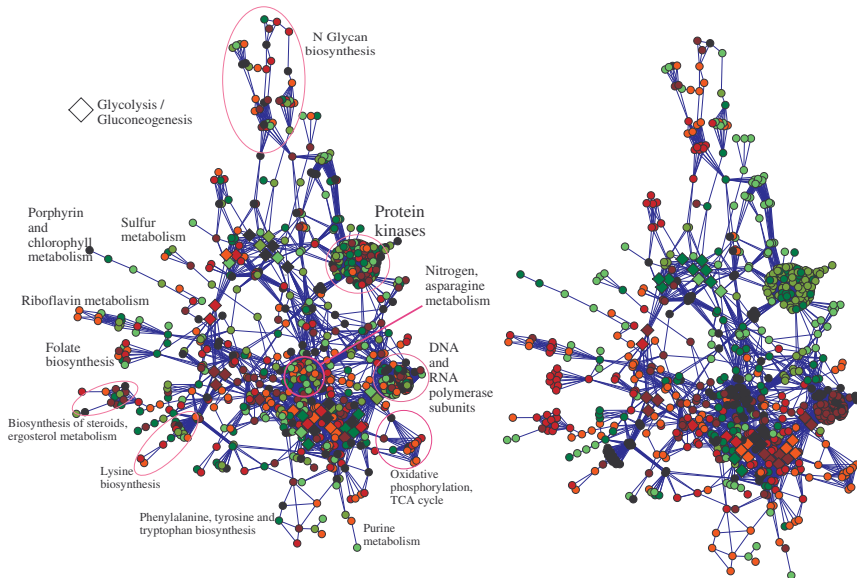 N Glycan
biosynthesis
Glycolysis /
Gluconeogenesis
Porphyrin
and
chlorophyll
metabolism
Sulfur
metabolism
Protein
kinases
Nitrogen,
asparagine
metabolism
Riboflavin metabolism
Folate
biosynthesis
DNA
and
RNA
polymerase
subunits
Biosynthesis of steroids,
ergosterol metabolism
Lysine
biosynthesis
Oxidative
phosphorylation,
TCA cycle
Phenylalanine, tyrosine and
tryptophan biosynthesis
Purine
metabolism